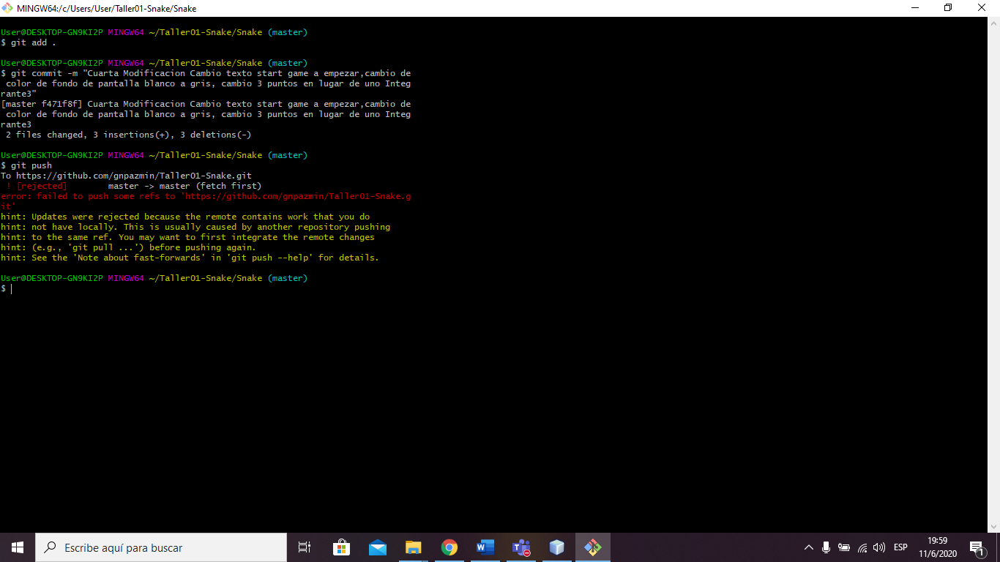 MINGW64:/c/Users/User/Taller01-Snake/Snake
User@DESKTOP-GN9KI2P MINGW64 ~/Taller01-Snake/Snake (master)
$ git add .
User@DESKTOP-GN9KI2P MINGW64 ~/Taller01-Snake/Snake (master)
$ git commit -m "Cuarta Modificacion Cambio texto start game a empezar,cambio de
color de fondo de pantalla blanco a gris, cambio 3 puntos en lugar de uno Integ
rante3"
[master f471f8f] Cuarta Modificacion Cambio texto start game a empezar,cambio de
color de fondo de pantalla blanco a gris, cambio 3 puntos en lugar de uno Integ
rante3
2 files changed, 3 insertions(+), 3 deletions(-)
User@DESKTOP-GN9KI2P MINGW64 ~/Taller01-Snake/Snake (master)
$ git push
To https://github.com/gnpazmin/Taller01-Snake.git
! [rejected]        master -> master (fetch first)
error: failed to push some refs to 'https://github.com/gnpazmin/Taller01-Snake.g
it'
hint: Updates were rejected because the remote contains work that you do
hint: not have locally. This is usually caused by another repository pushing
hint: to the same ref. You may want to first integrate the remote changes
hint: (e.g., 'git pull ...') before pushing again.
hint: See the 'Note about fast-forwards' in 'git push --help' for details.
User@DESKTOP-GN9KI2P MINGW64 ~/Taller01-Snake/Snake (master)
$
Escribe aquí para buscar
W
T
ESP
19:59
11/6/2020
1